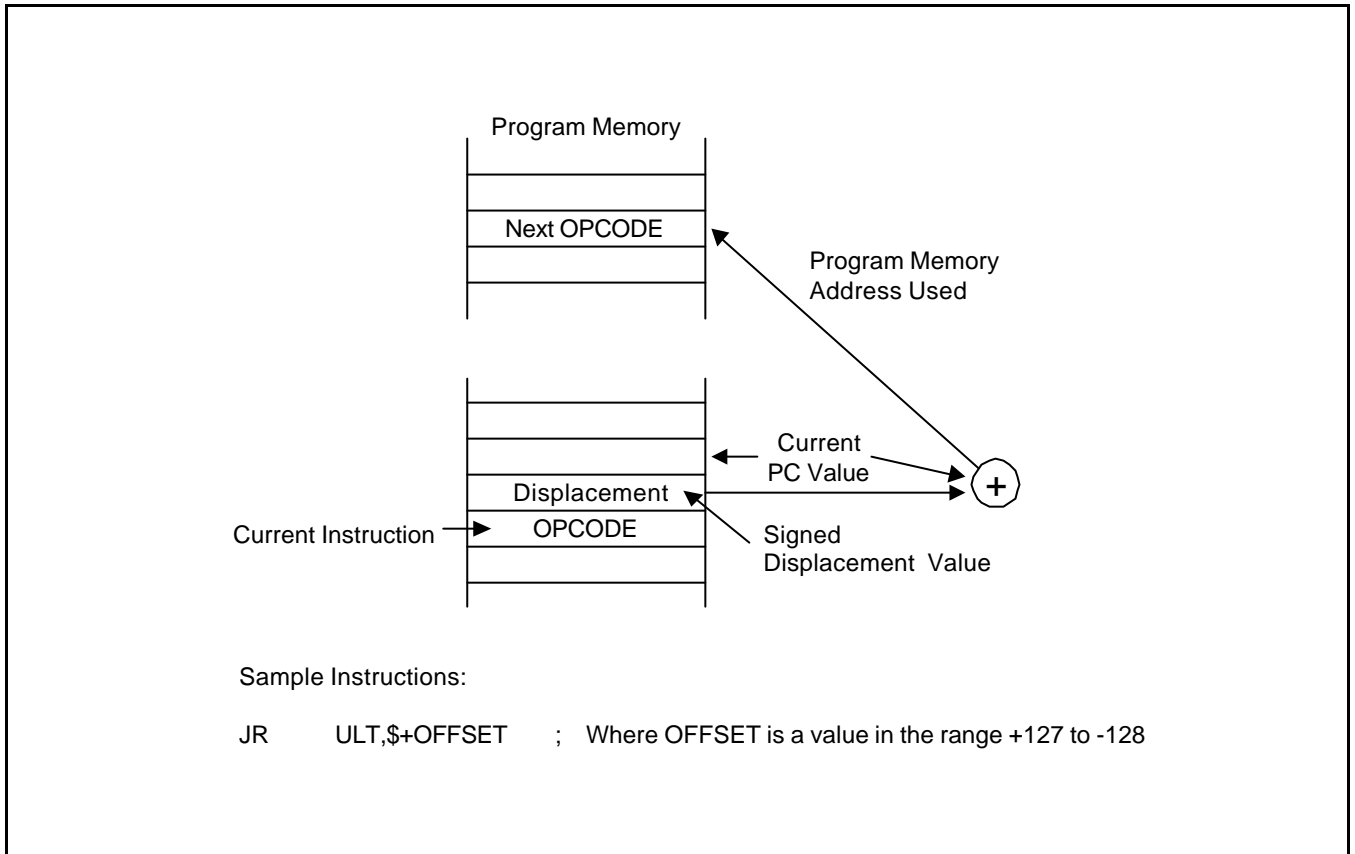 Program Memory
Next OPCODE
Program Memory
Address Used
Current
PC Value
+
Displacement
Current Instruction
OPCODE
Signed
Displacement Value
Sample Instructions:
JR ULT,$+OFFSET ; Where OFFSET is a value in the range +127 to -128